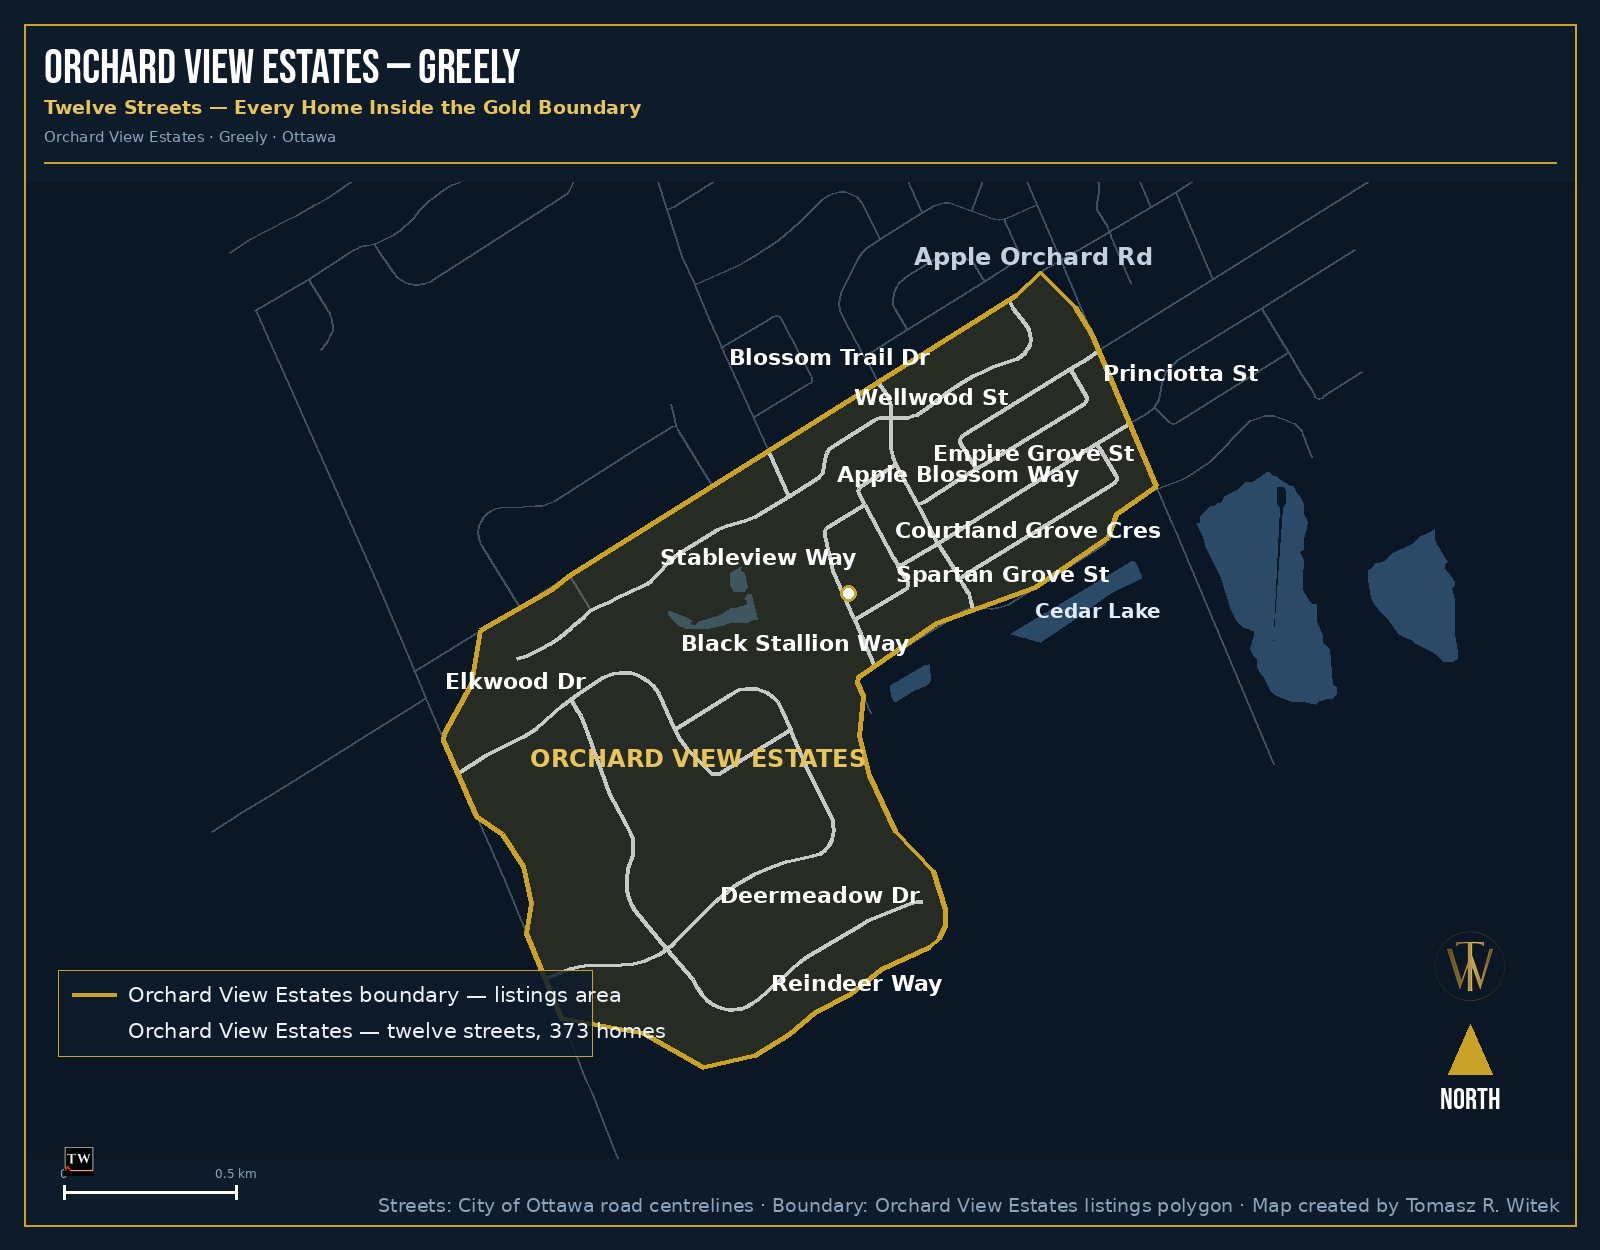 ORCHARD VIEW ESTATES — GREELY
Twelve Streets — Every Home Inside the Gold Boundary
Orchard View Estates · Greely · Ottawa
Apple Orchard Rd
Blossom Trail Dr
Princiotta St
Wellwood St
Empire Grove St
Apple Blossom Way
Courtland Grove Cres
Stableview Way
Spartan Grove St
Cedar Lake
Black Stallion Way
Elkwood Dr
ORCHARD VIEW ESTATES
Deermeadow Dr
Reindeer Way
Orchard View Estates boundary — listings area
Orchard View Estates — twelve streets, 373 homes
TW
NORTH
TW
0 0.5 km
Streets: City of Ottawa road centrelines · Boundary: Orchard View Estates listings polygon · Map created by Tomasz R. Witek